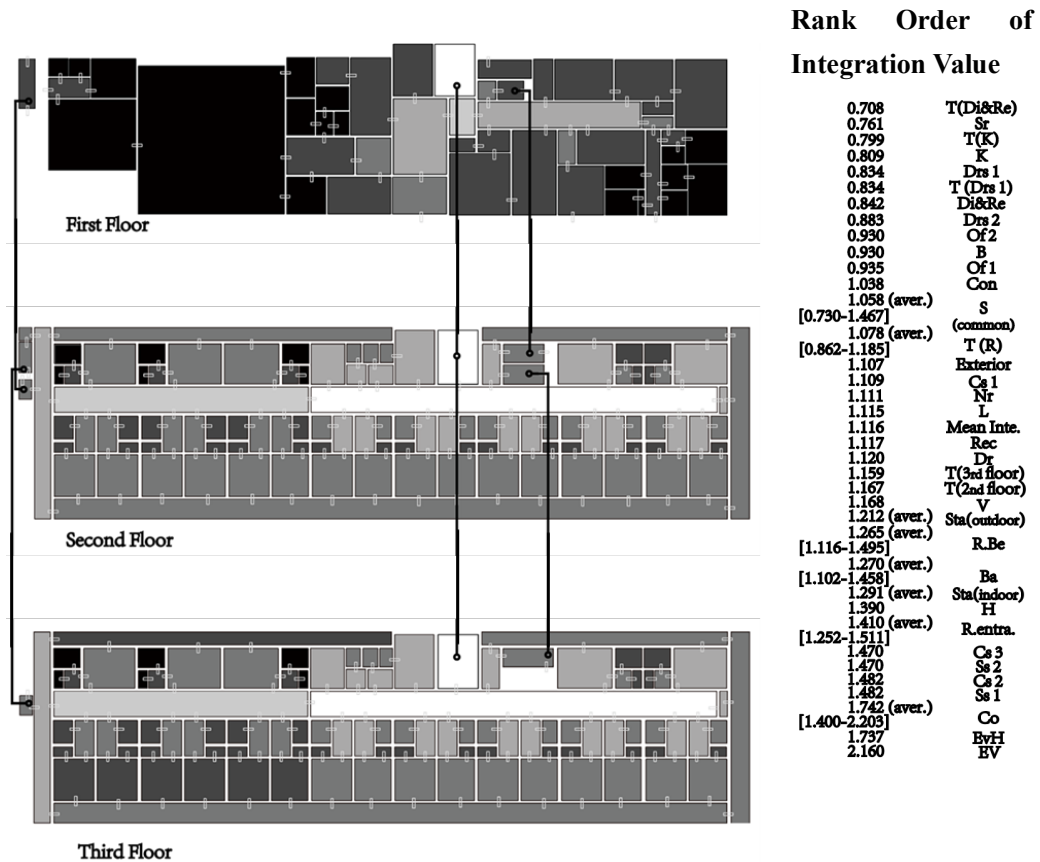 Rank Order of
Integration Value
0.708 T(Di&Re)
0.761 Sr
0.799 T(K)
0.809 K
0.834 Drs 1
0.834 T (Drs 1)
0.842 Di&Re
0.883 Drs 2
0.930 Of 2
0.930 B
0.935 Of 1
1.038 Con
1.058 (aver.) S
[0.730-1.467] (common)
1.078 (aver.) T (R)
[0.862-1.185]
1.107 Exterior
1.109 Cs 1
1.111 Nr
1.115 L
1.116 Mean Inte.
1.117 Rec
1.120 Dr
1.159 T(3rd floor)
1.167 T(2nd floor)
1.168 V
1.212 (aver.) Sta(outdoor)
1.265 (aver.) R.Be
[1.116-1.495]
1.270 (aver.) Ba
[1.102-1.458]
1.291 (aver.) Sta(indoor)
1.390 H
1.410 (aver.) R.entra.
[1.252-1.511]
1.470 Cs 3
1.470 Ss 2
1.482 Cs 2
1.482 Ss 1
1.742 (aver.) Co
[1.400-2.203]
1.737 EvH
2.160 EV
First Floor
Second Floor
Third Floor